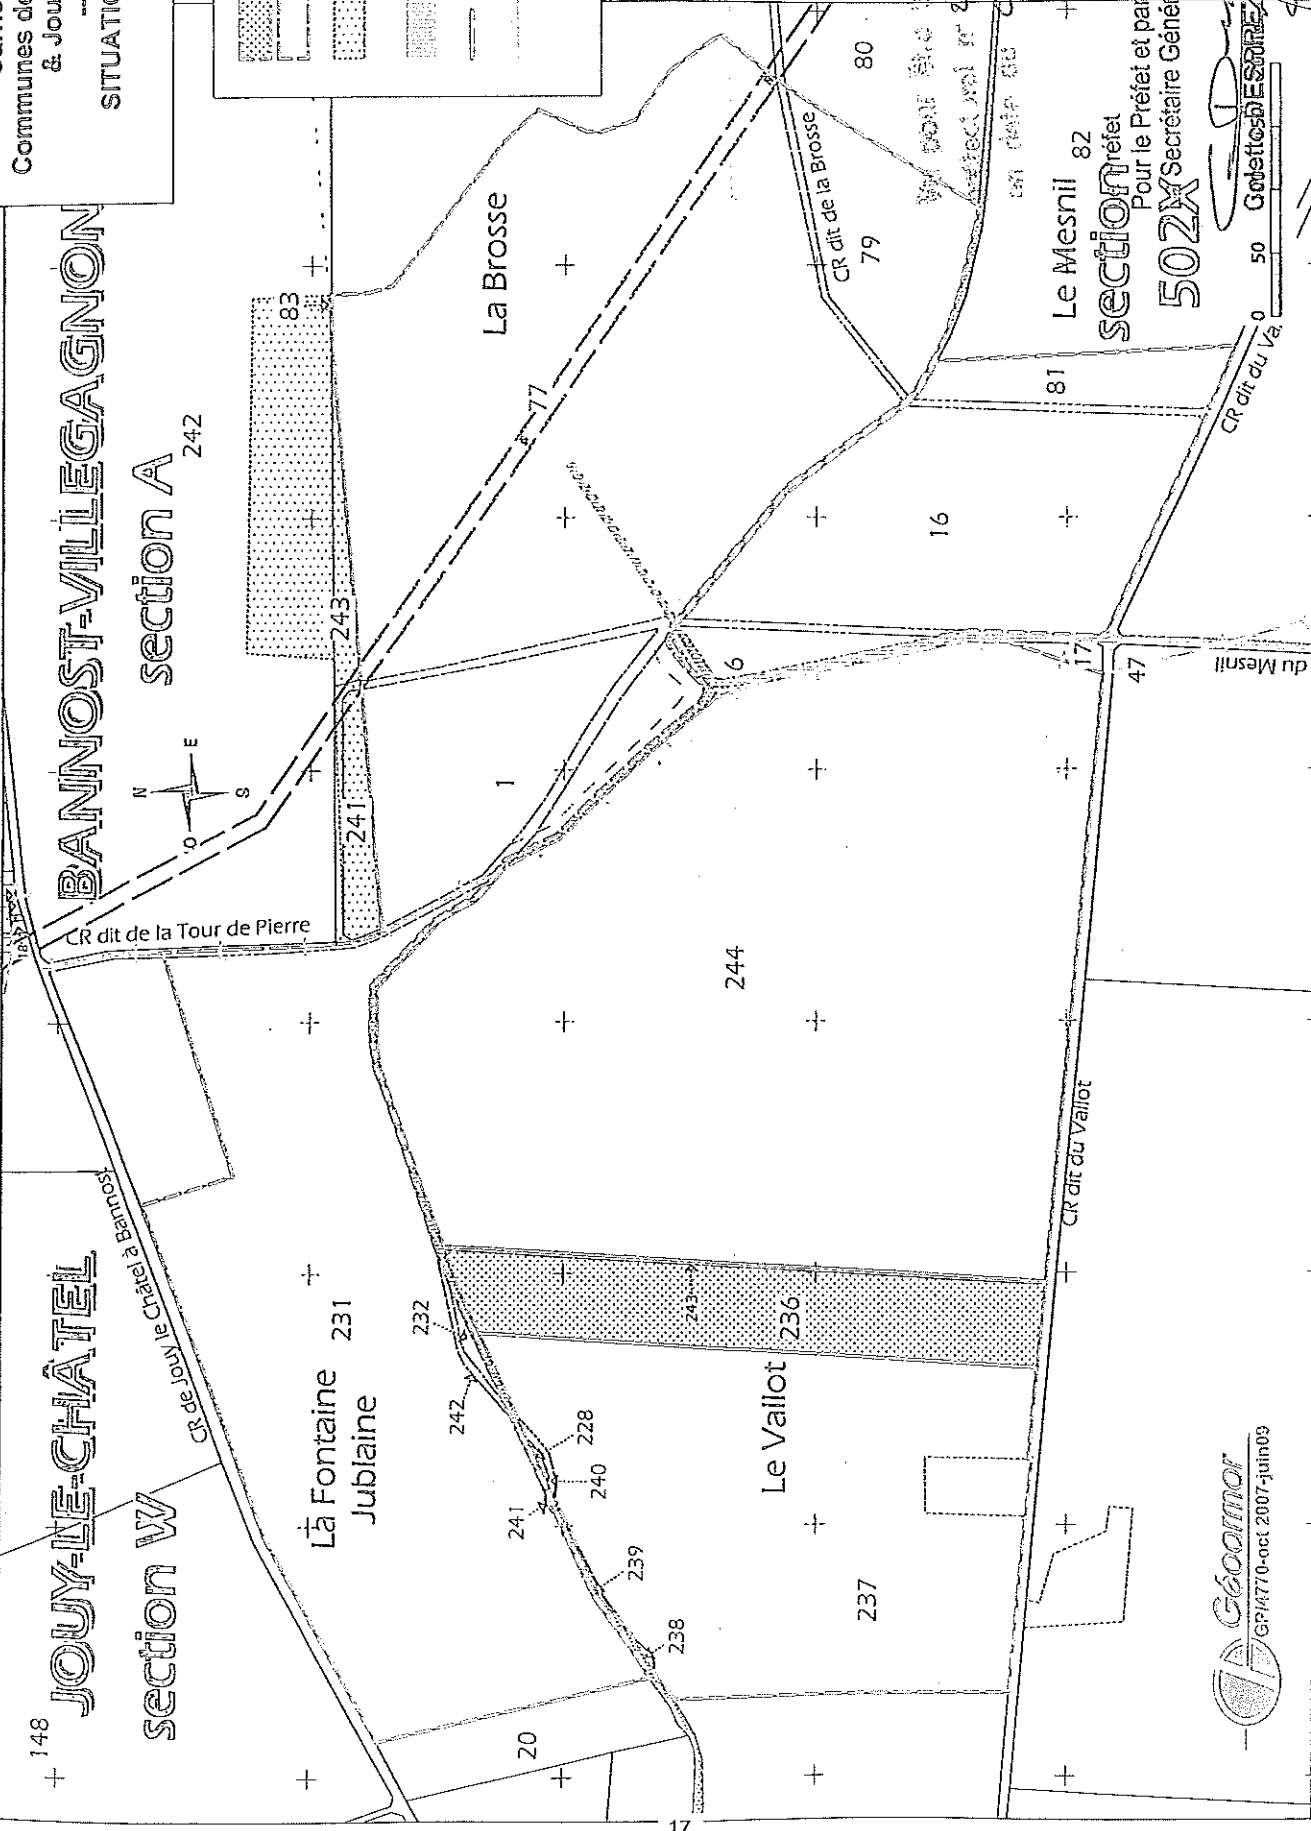 Communes de
& Jou
SITUATIO
BANNOST-VILLEGAGNON
section A
242
83
243
241
N
E
S
O
CR dit de la Tour de Pierre
La Brosse
77
CR dit de la Brosse
80
79
Le Mesnil
82
section
502X
préfet
Pour le Préfet et par
Secrétaire Génér
0
50
81
16
CR dit du Va
1
6
17
47
du Mesnil
244
JOUY-LE-CHÂTEL
section W
148
CR de Jouy le Châtel à Bannost
La Fontaine
Jublaine
231
232
242
228
240
241
239
238
20
243
236
Le Vallot
237
CR dit du Vallot
Géoarmor
GPI4770-oct 2007-juin09
17